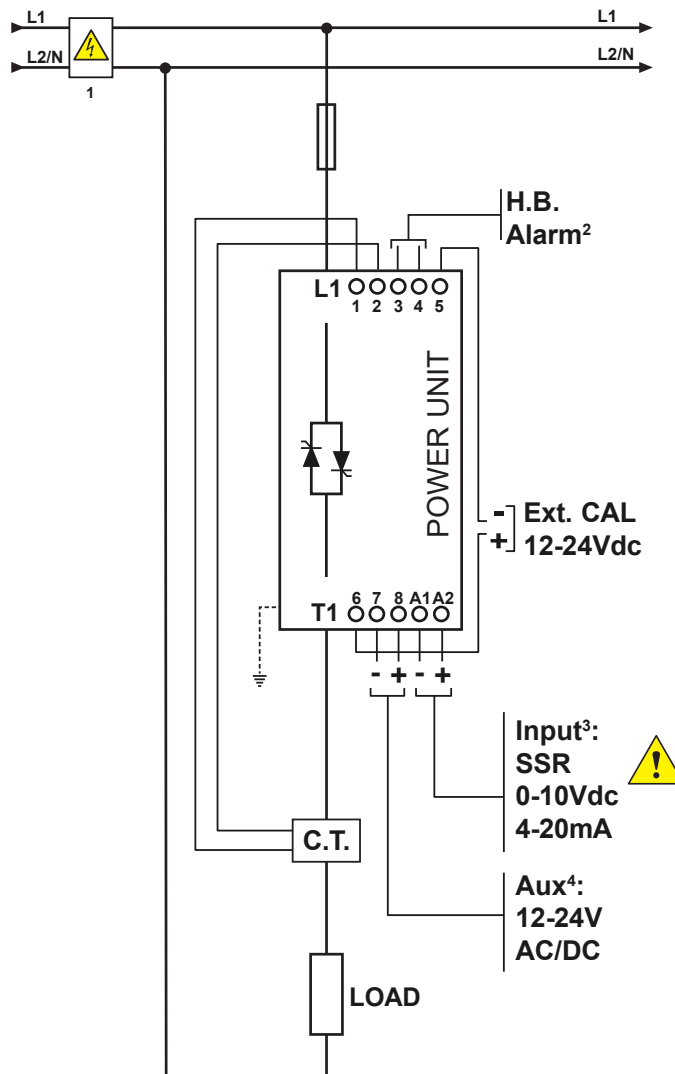 L1 L1
L2/N L2/N
1
H.B.
Alarm²
L1
1 2 3 4 5
POWER UNIT
-
+
Ext. CAL
12-24Vdc
T1
6 7 8 A1 A2
- + - +
Input³:
SSR
0-10Vdc
4-20mA
!
C.T.
Aux⁴:
12-24V
AC/DC
LOAD